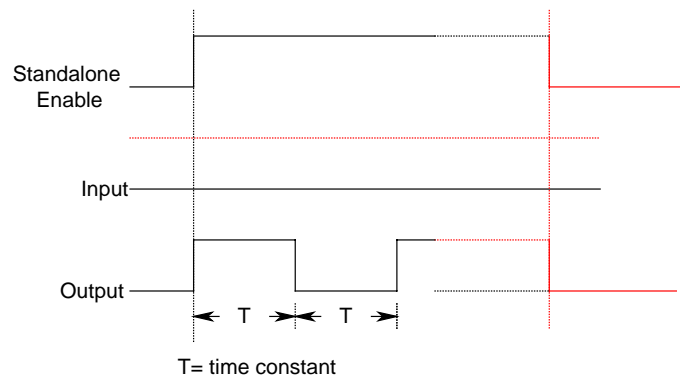 Standalone
Enable
Input
Output
T
T
T= time constant